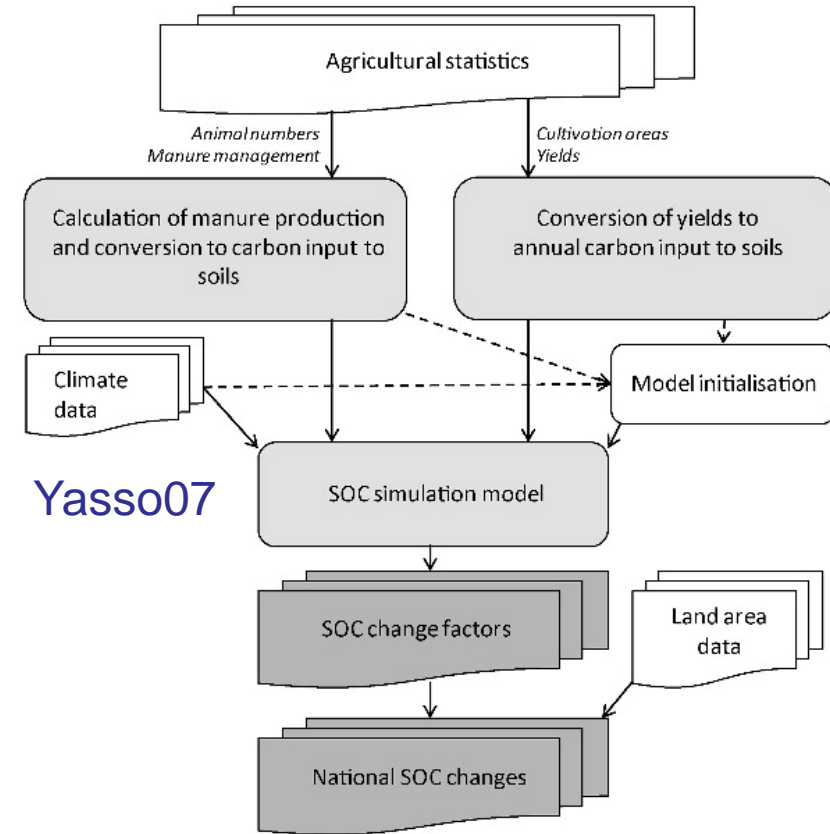 Agricultural statistics
Animal numbers
Manure management
Cultivation areas
Yields
Calculation of manure production
and conversion to carbon input to
soils
Conversion of yields to
annual carbon input to soils
Climate
data
Model initialisation
Yasso07
SOC simulation model
SOC change factors
Land area
data
National SOC changes